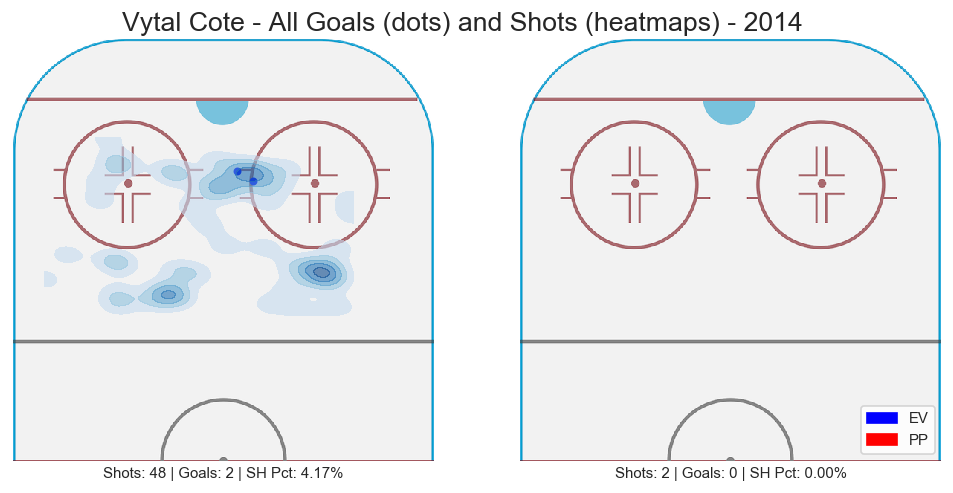 Vytal Cote - All Goals (dots) and Shots (heatmaps) - 2014
EV
PP
Shots: 48 | Goals: 2 | SH Pct: 4.17%
Shots: 2 | Goals: 0 | SH Pct: 0.00%